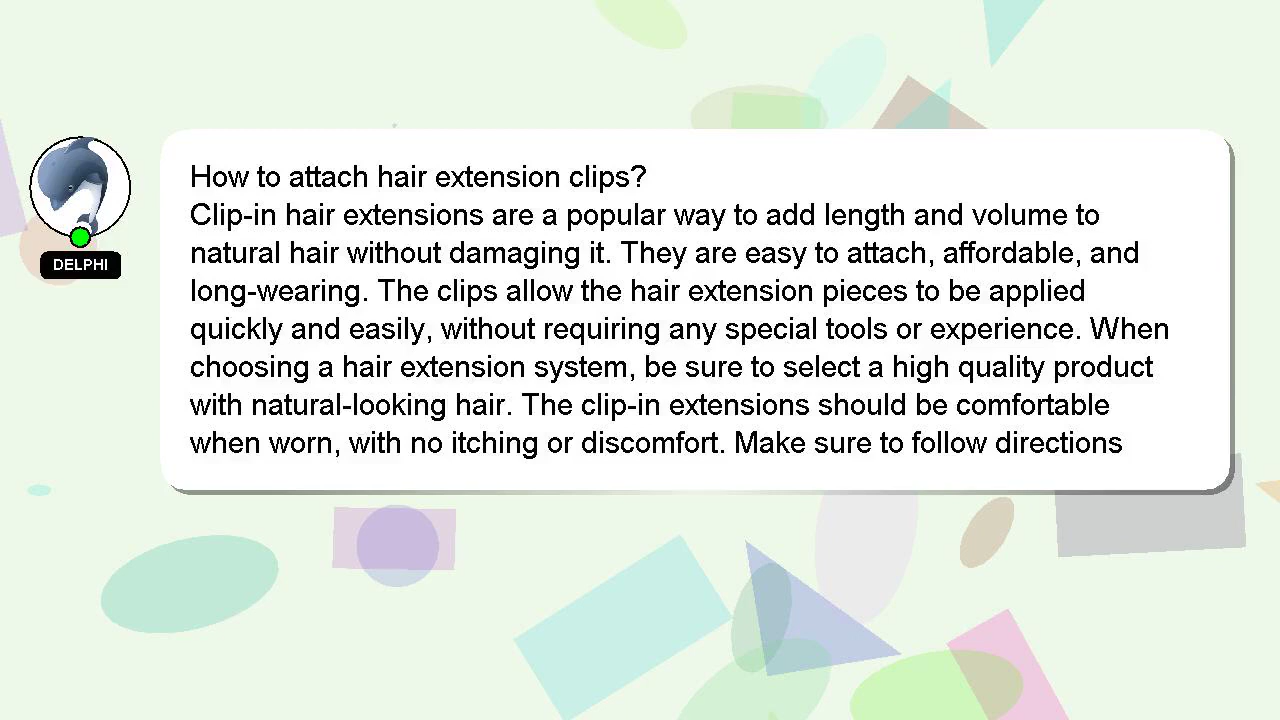 DELPHI
How to attach hair extension clips?
Clip-in hair extensions are a popular way to add length and volume to
natural hair without damaging it. They are easy to attach, affordable, and
long-wearing. The clips allow the hair extension pieces to be applied
quickly and easily, without requiring any special tools or experience. When
choosing a hair extension system, be sure to select a high quality product
with natural-looking hair. The clip-in extensions should be comfortable
when worn, with no itching or discomfort. Make sure to follow directions